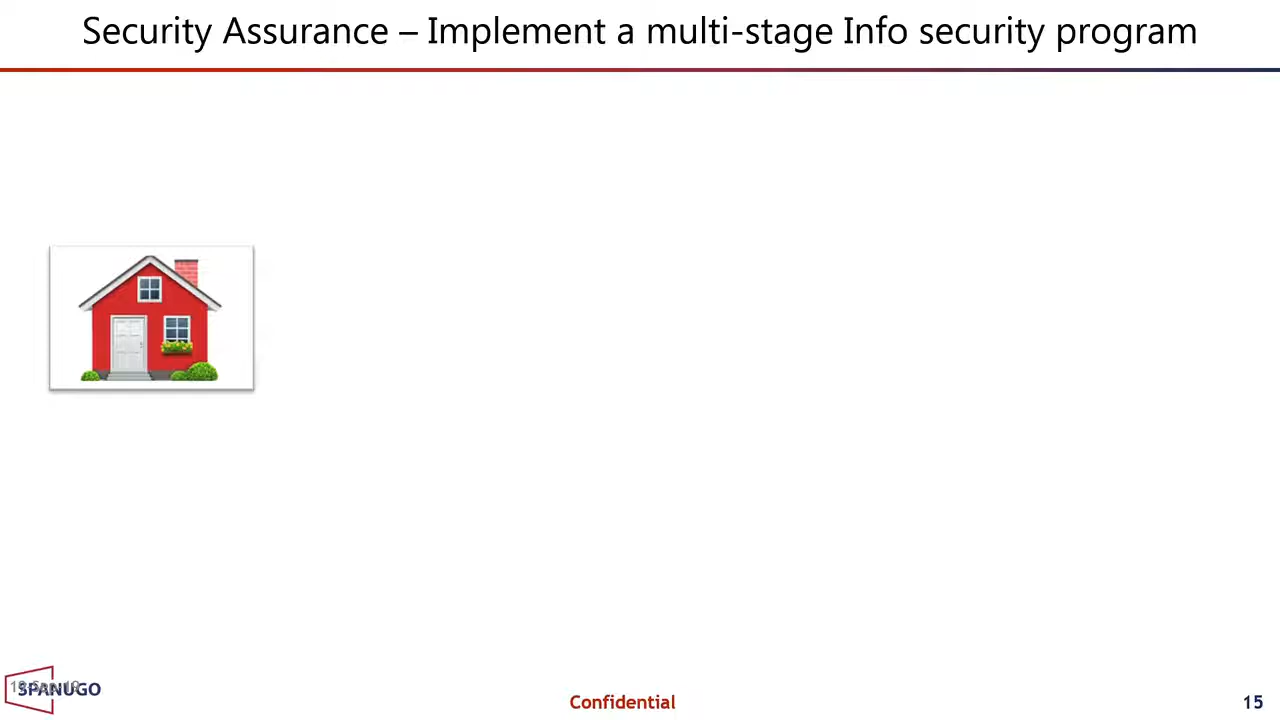 Security Assurance – Implement a multi-stage Info security program
SPANUGO
Confidential
15